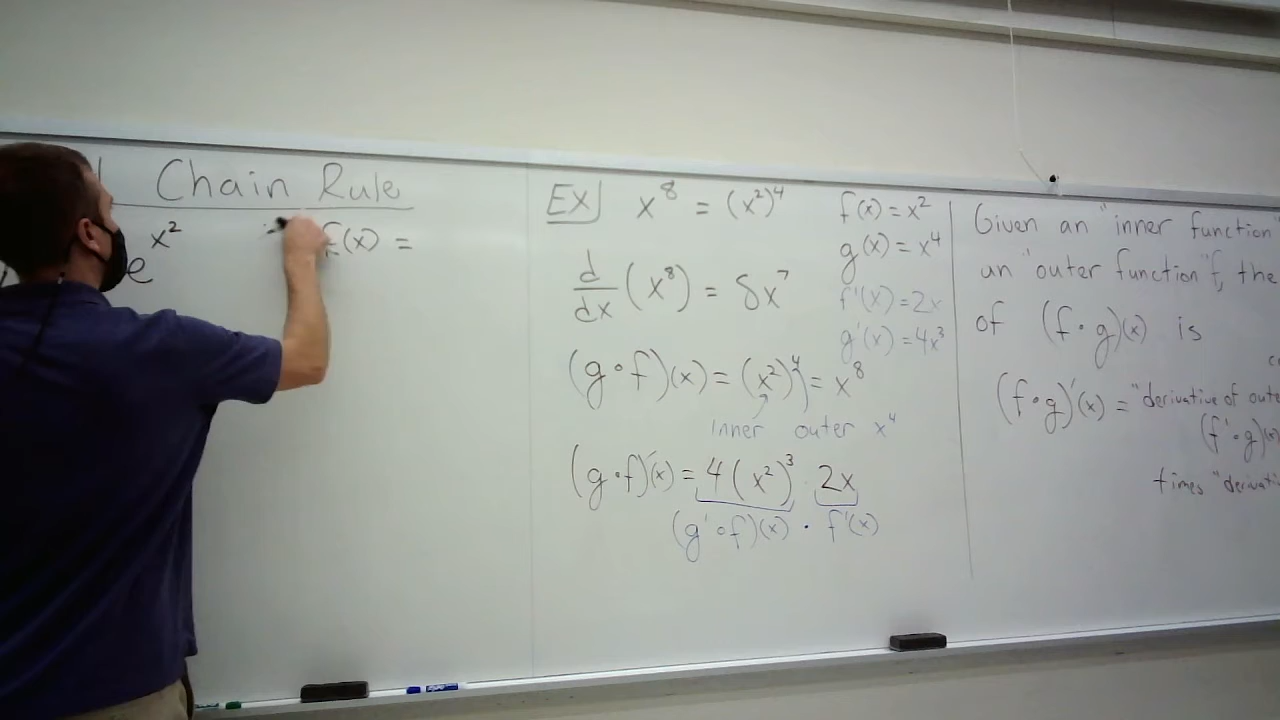 Chain Rule
e^x² f(x) =
EX x⁸ = (x²)⁴
f(x) = x²
g(x) = x⁴
f'(x) = 2x
g'(x) = 4x³
d/dx (x⁸) = 8x⁷
(g∘f)(x) = (x²)⁴ = x⁸
inner outer x⁴
(g∘f)'(x) = 4(x²)³ · 2x
(g'∘f)(x) · f'(x)
Given an "inner function"
an "outer function" f, the
of (f∘g)(x) is
(f∘g)'(x) = "derivative of oute
(f'∘g)(x)
times "derivati